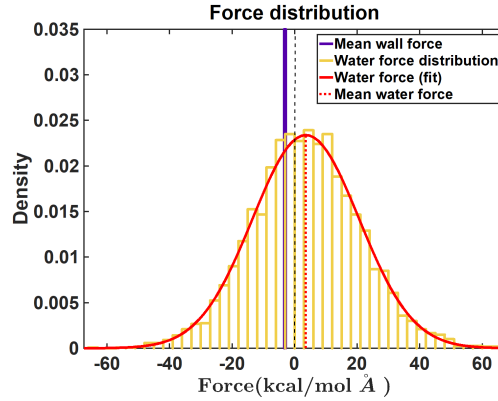 Force distribution
Mean wall force
Water force distribution
Water force (fit)
Mean water force
Density
0.035
0.03
0.025
0.02
0.015
0.01
0.005
0
-60 -40 -20 0 20 40 60
Force(kcal/mol Å )